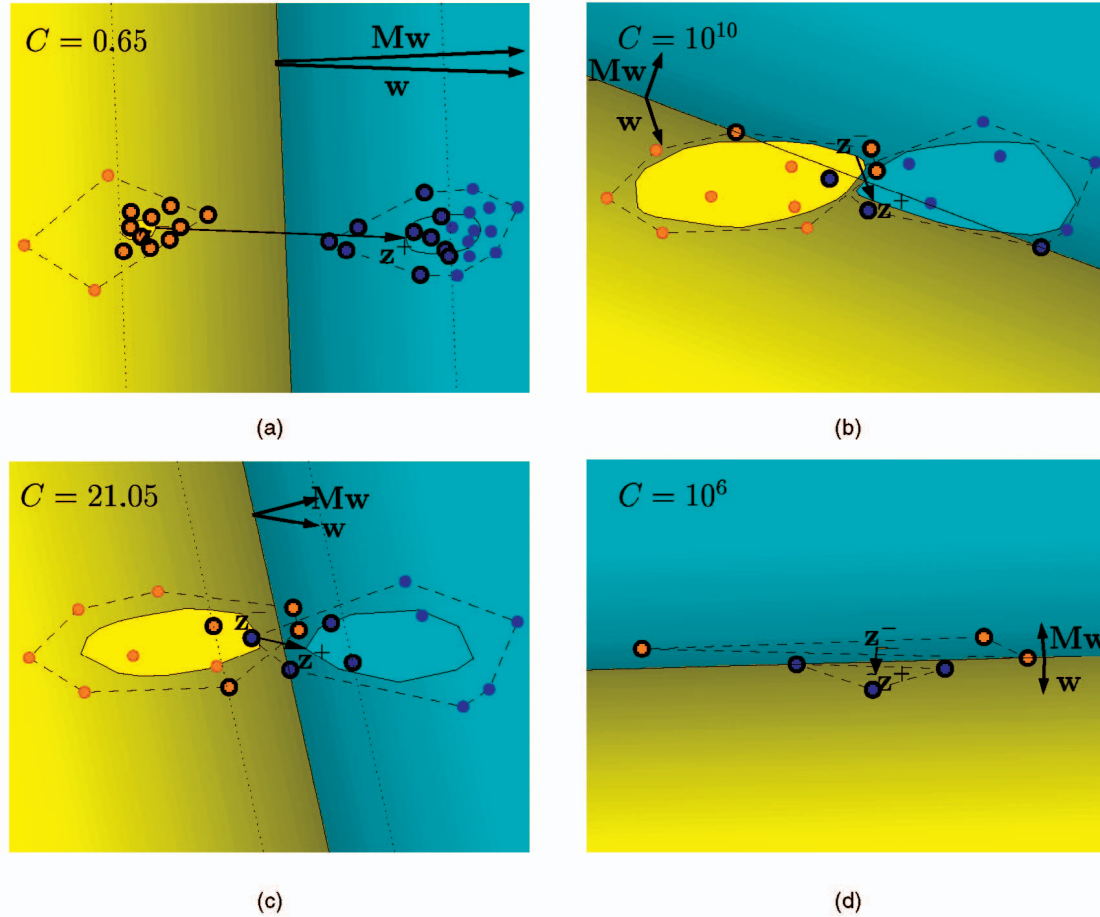 C = 0.65
Mw
w
z+
(a)
C = 10^10
Mw
w
z−
z+
(b)
C = 21.05
Mw
w
z−
z+
(c)
C = 10^6
z−
Mw
z+
w
(d)